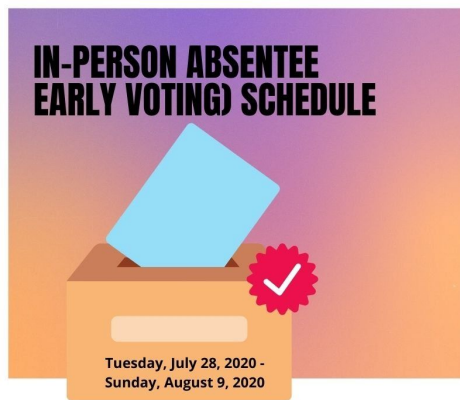 IN-PERSON ABSENTEE
EARLY VOTING) SCHEDULE
Tuesday, July 28, 2020 -
Sunday, August 9, 2020